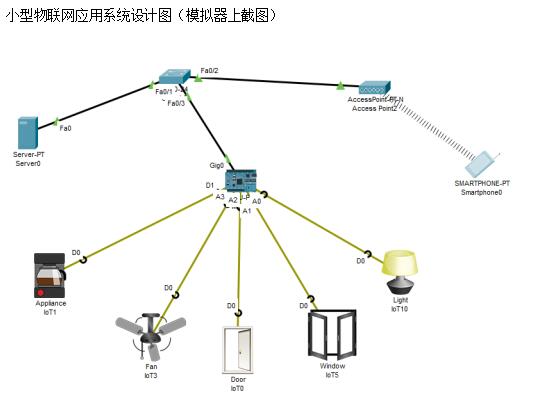 小型物联网应用系统设计图（模拟器上截图）
Fa0/2
Fa0/1
Fa0/3
AccessPoint-PT-N
Access Point2
Fa0
Server-PT
Server0
SMARTPHONE-PT
Smartphone0
Gig0
D1
A3
A2
A1
A0
D0
D0
D0
D0
D0
Appliance
IoT1
Fan
IoT3
Door
IoT0
Window
IoT5
Light
IoT10